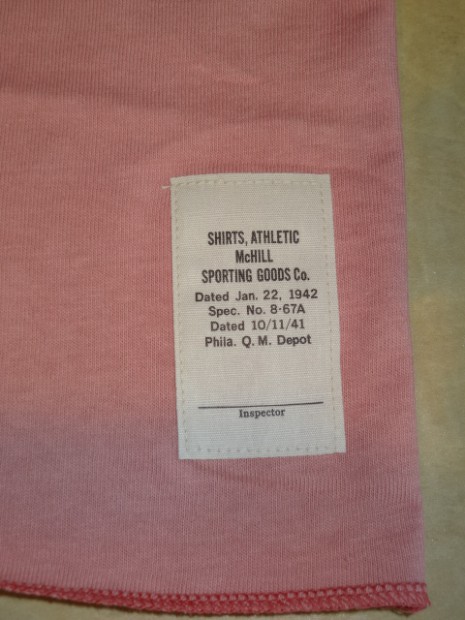 SHIRTS, ATHLETIC
McHILL
SPORTING GOODS Co.
Dated Jan. 22, 1942
Spec. No. 8-67A
Dated 10/11/41
Phila. Q. M. Depot
Inspector